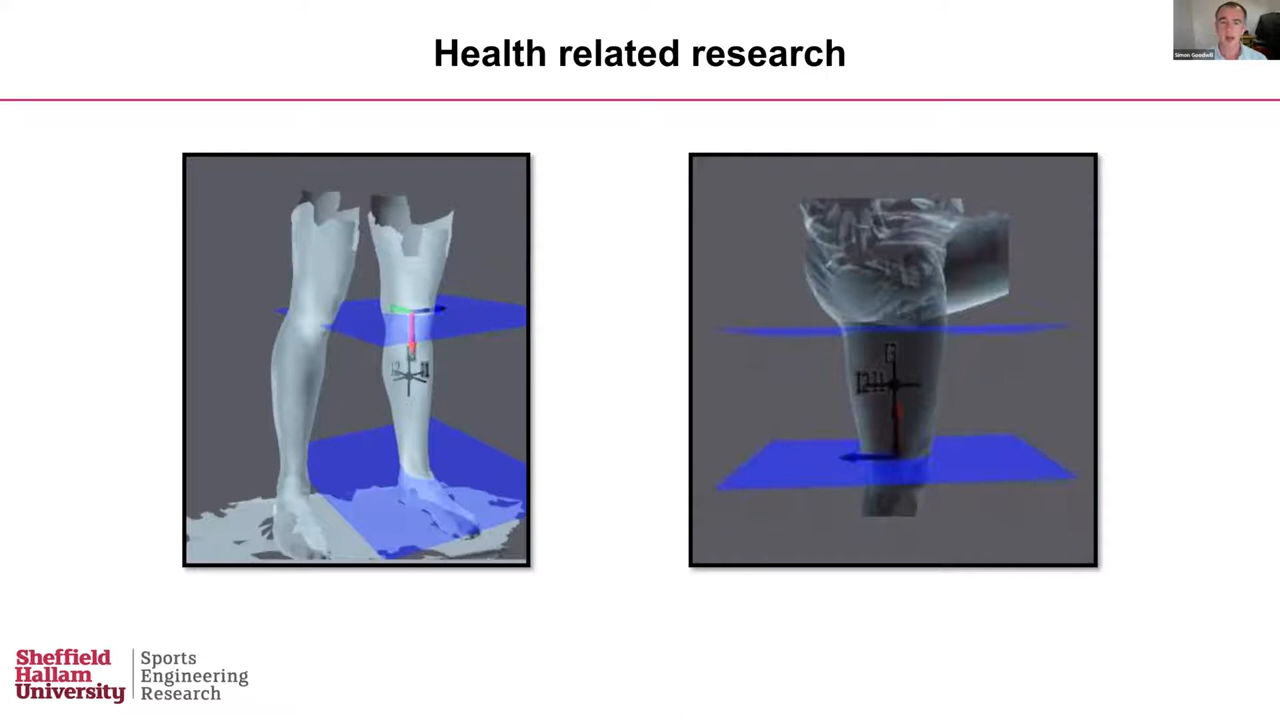 Health related research
Simon Goodwill
Sheffield
Hallam
University
Sports
Engineering
Research